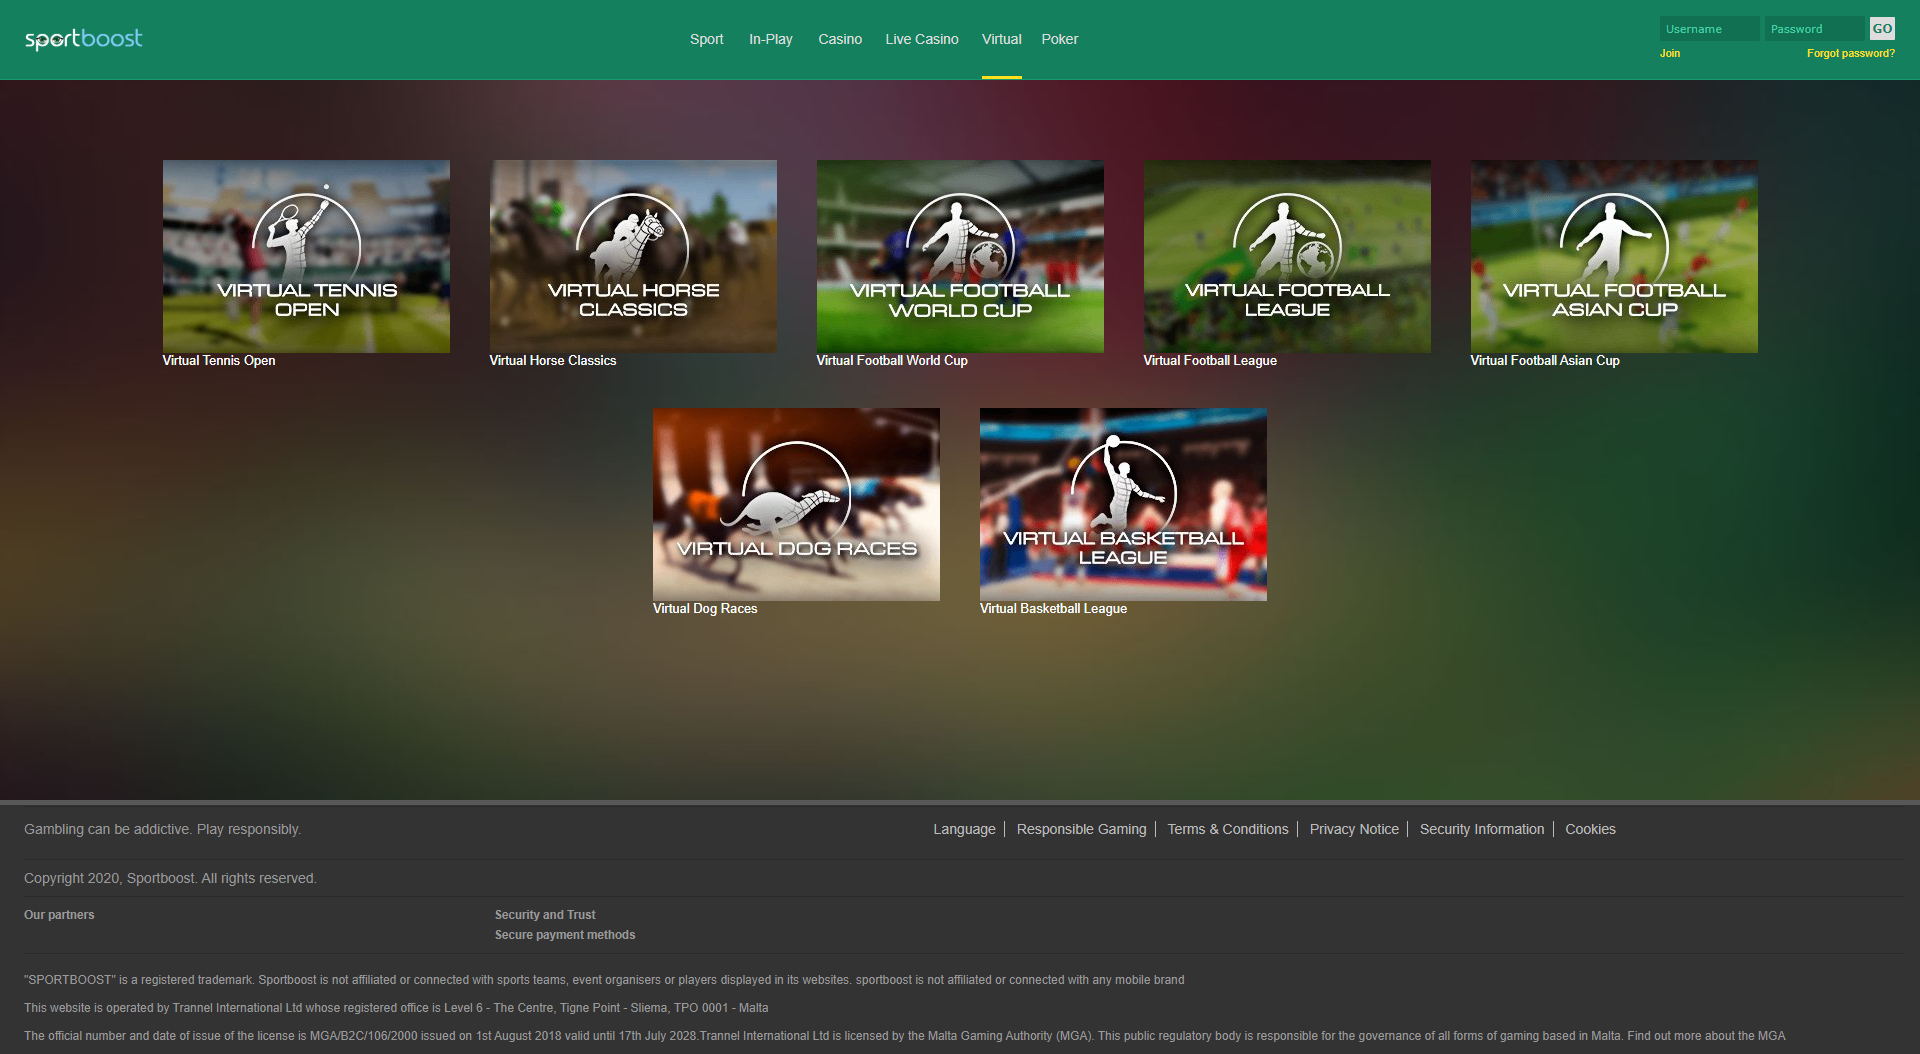 sportboost
Sport In-Play Casino Live Casino Virtual Poker
Username Password GO
Join Forgot password?
VIRTUAL TENNIS
OPEN
Virtual Tennis Open
VIRTUAL HORSE
CLASSICS
Virtual Horse Classics
VIRTUAL FOOTBALL
WORLD CUP
Virtual Football World Cup
VIRTUAL FOOTBALL
LEAGUE
Virtual Football League
VIRTUAL FOOTBALL
ASIAN CUP
Virtual Football Asian Cup
VIRTUAL DOG RACES
Virtual Dog Races
VIRTUAL BASKETBALL
LEAGUE
Virtual Basketball League
Gambling can be addictive. Play responsibly.
Language | Responsible Gaming | Terms & Conditions | Privacy Notice | Security Information | Cookies
Copyright 2020, Sportboost. All rights reserved.
Our partners
Security and Trust
Secure payment methods
"SPORTBOOST" is a registered trademark. Sportboost is not affiliated or connected with sports teams, event organisers or players displayed in its websites. sportboost is not affiliated or connected with any mobile brand
This website is operated by Trannel International Ltd whose registered office is Level 6 - The Centre, Tigne Point - Sliema, TPO 0001 - Malta
The official number and date of issue of the license is MGA/B2C/106/2000 issued on 1st August 2018 valid until 17th July 2028.Trannel International Ltd is licensed by the Malta Gaming Authority (MGA). This public regulatory body is responsible for the governance of all forms of gaming based in Malta. Find out more about the MGA